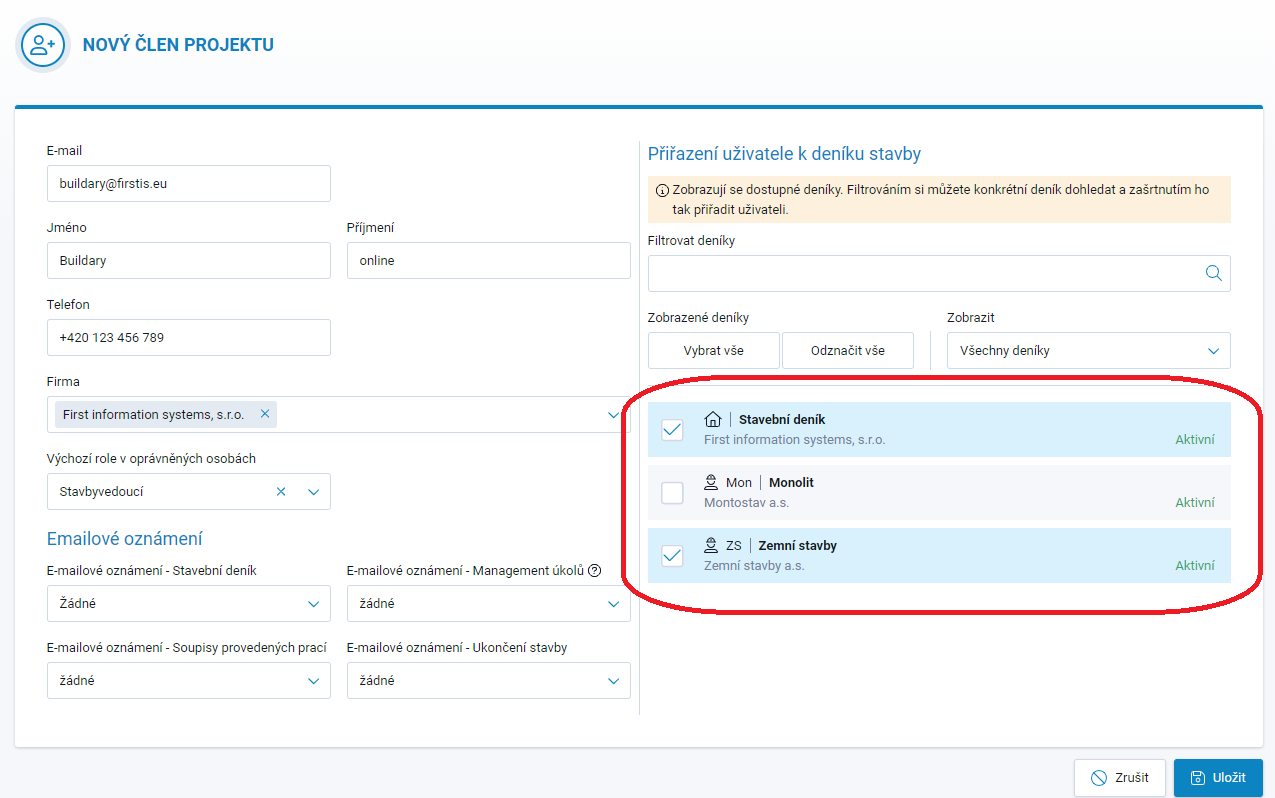 NOVÝ ČLEN PROJEKTU
E-mail
buildary@firstis.eu
Jméno
Příjmení
Buildary
online
Telefon
+420 123 456 789
Firma
First information systems, s.r.o.
Výchozí role v oprávněných osobách
Stavbyvedoucí
Emailové oznámení
E-mailové oznámení - Stavební deník
E-mailové oznámení - Management úkolů
Žádné
žádné
E-mailové oznámení - Soupisy provedených prací
E-mailové oznámení - Ukončení stavby
žádné
žádné
Přiřazení uživatele k deníku stavby
Zobrazují se dostupné deníky. Filtrováním si můžete konkrétní deník dohledat a zašrtnutím ho
tak přiřadit uživateli.
Filtrovat deníky
Zobrazené deníky
Zobrazit
Vybrat vše
Odznačit vše
Všechny deníky
Stavební deník
First information systems, s.r.o.
Aktivní
Mon | Monolit
Montostav a.s.
Aktivní
ZS | Zemní stavby
Zemní stavby a.s.
Aktivní
Zrušit
Uložit